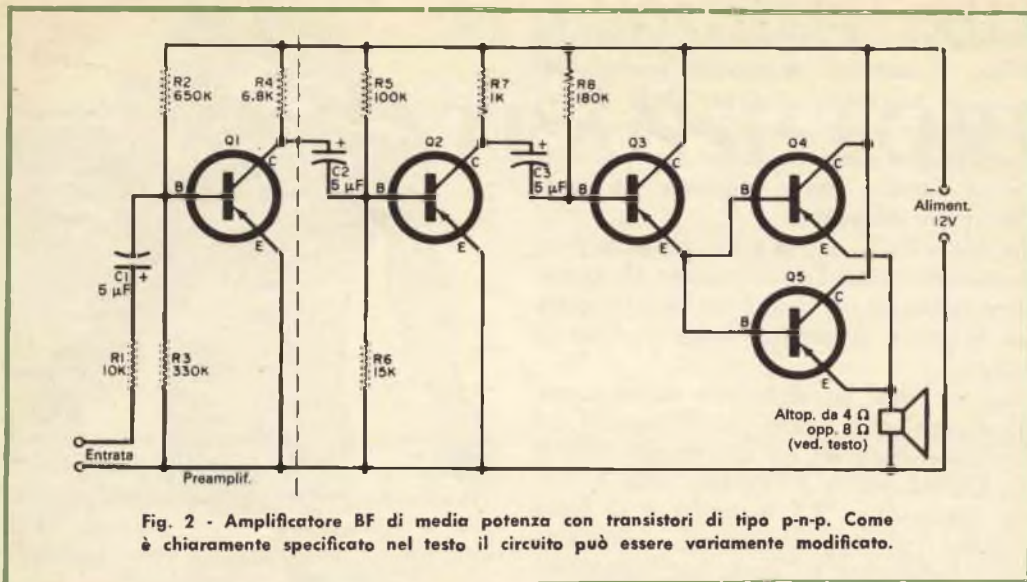 R2
650K
R4
6.8K
R5
100K
R7
1K
R8
180K
Q1
C
B
E
+
C2
5 µF
Q2
C
B
E
+
C3
5 µF
Q3
C
B
E
Q4
C
B
E
Q5
C
B
E
-
Aliment.
12V
C1
+
5 µF
R1
10K
R3
330K
R6
15K
Altop. da 4 Ω
opp. 8 Ω
(ved. testo)
Entrata
Preamplif.
Fig. 2 - Amplificatore BF di media potenza con transistori di tipo p-n-p. Come
è chiaramente specificato nel testo il circuito può essere variamente modificato.